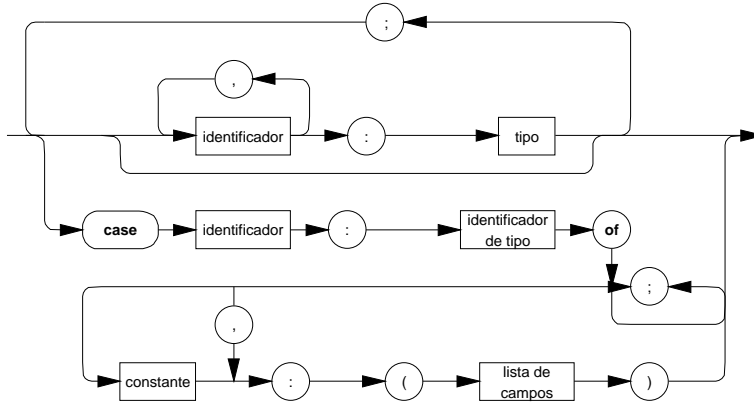 ;
,
identificador : tipo
case identificador : identificador
de tipo of
;
,
constante : ( lista de
campos )